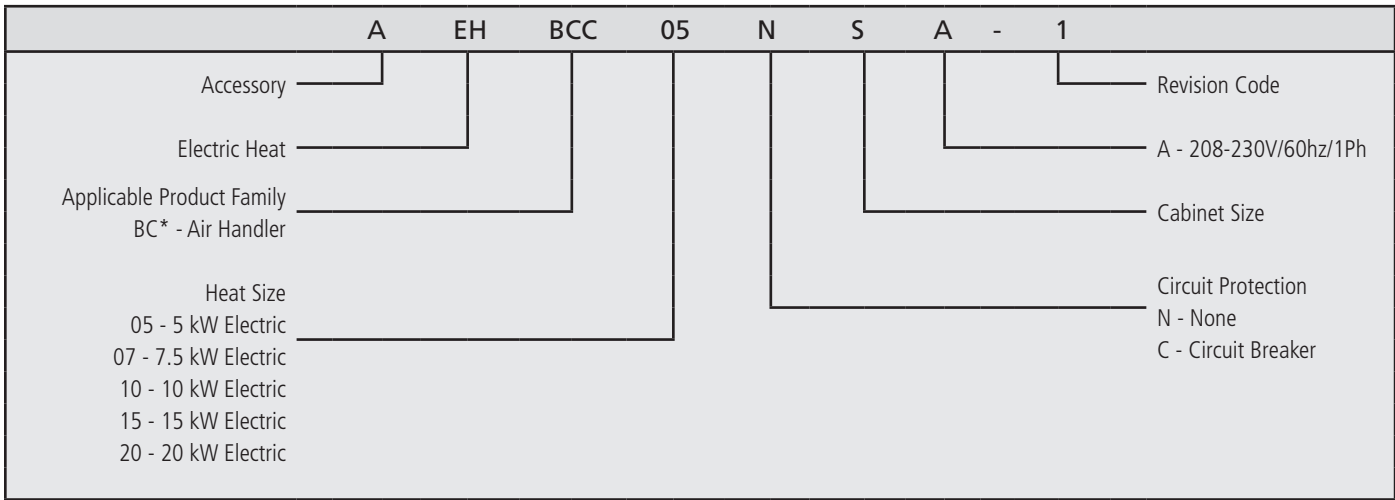 A EH BCC 05 N S A - 1
Accessory
Electric Heat
Applicable Product Family
BC* - Air Handler
Heat Size
05 - 5 kW Electric
07 - 7.5 kW Electric
10 - 10 kW Electric
15 - 15 kW Electric
20 - 20 kW Electric
Revision Code
A - 208-230V/60hz/1Ph
Cabinet Size
Circuit Protection
N - None
C - Circuit Breaker